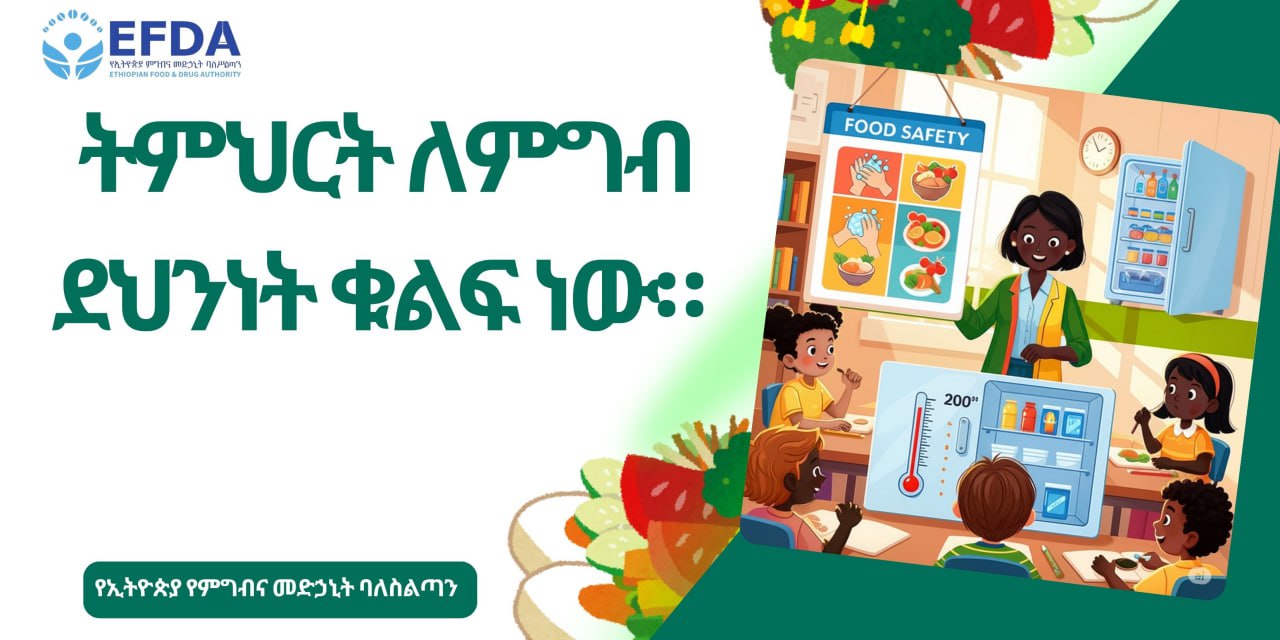 EFDA
የኢትዮጵያ ምግብና መድኃኒት ባለሥልጣን
ETHIOPIAN FOOD & DRUG AUTHORITY
ትምህርት ለምግብ
ደህንነት ቁልፍ ነው።
FOOD SAFETY
200
የኢትዮጵያ የምግብና መድኃኒት ባለስልጣን
ai